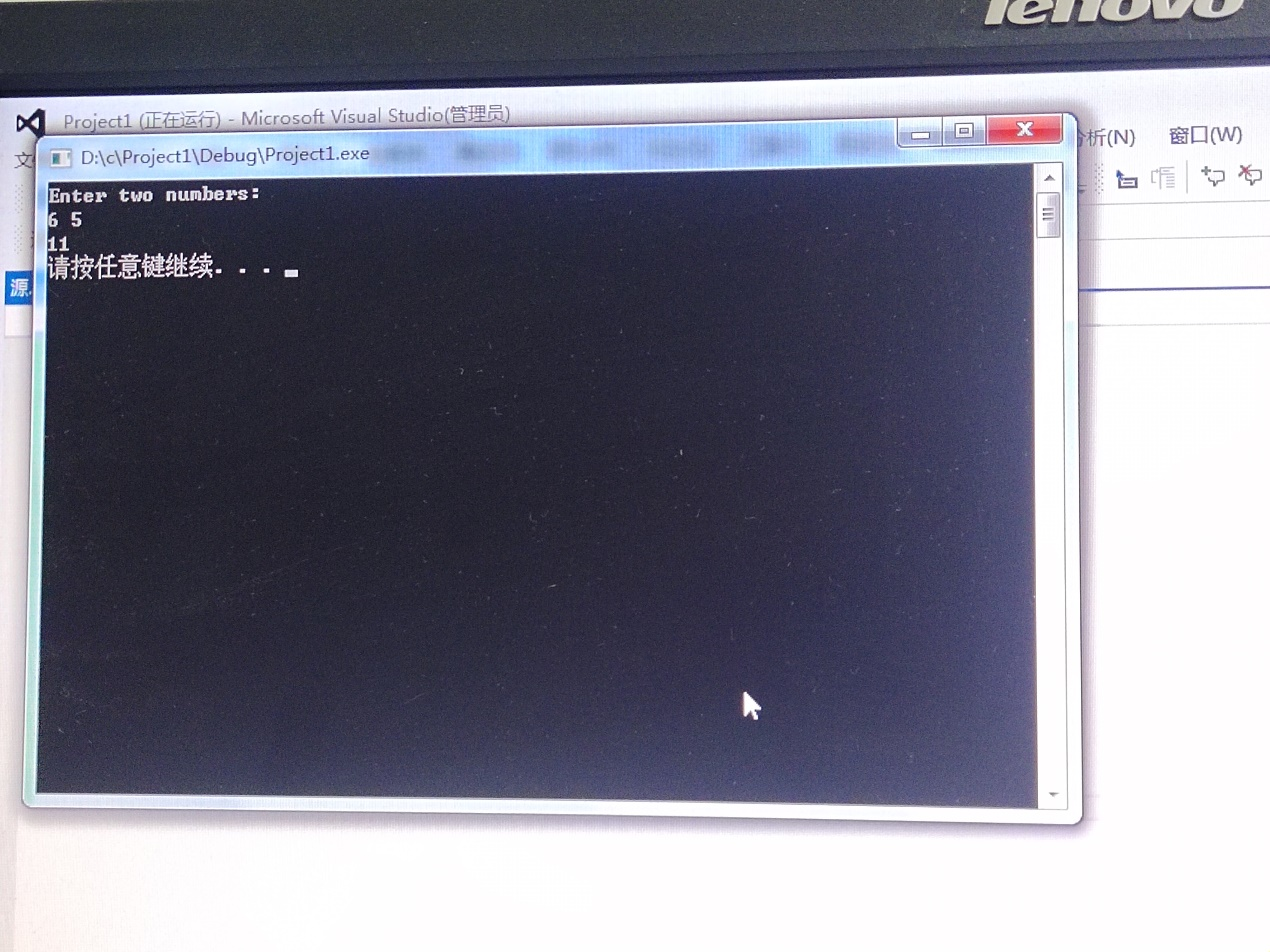 lenovo
Project1 (正在运行) - Microsoft Visual Studio(管理员)
分析(N) 窗口(W)
D:\c\Project1\Debug\Project1.exe
Enter two numbers:
6 5
11
请按任意键继续. . .
源